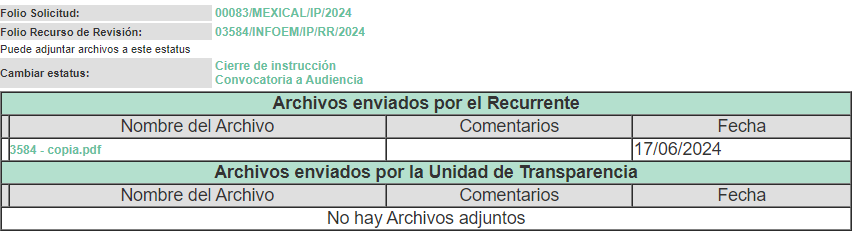 Folio Solicitud: 00083/MEXICAL/IP/2024
Folio Recurso de Revisión: 03584/INFOEM/IP/RR/2024
Puede adjuntar archivos a este estatus
Cambiar estatus: Cierre de instrucción
Convocatoria a Audiencia
Archivos enviados por el Recurrente
Nombre del Archivo Comentarios Fecha
3584 - copia.pdf 17/06/2024
Archivos enviados por la Unidad de Transparencia
Nombre del Archivo Comentarios Fecha
No hay Archivos adjuntos